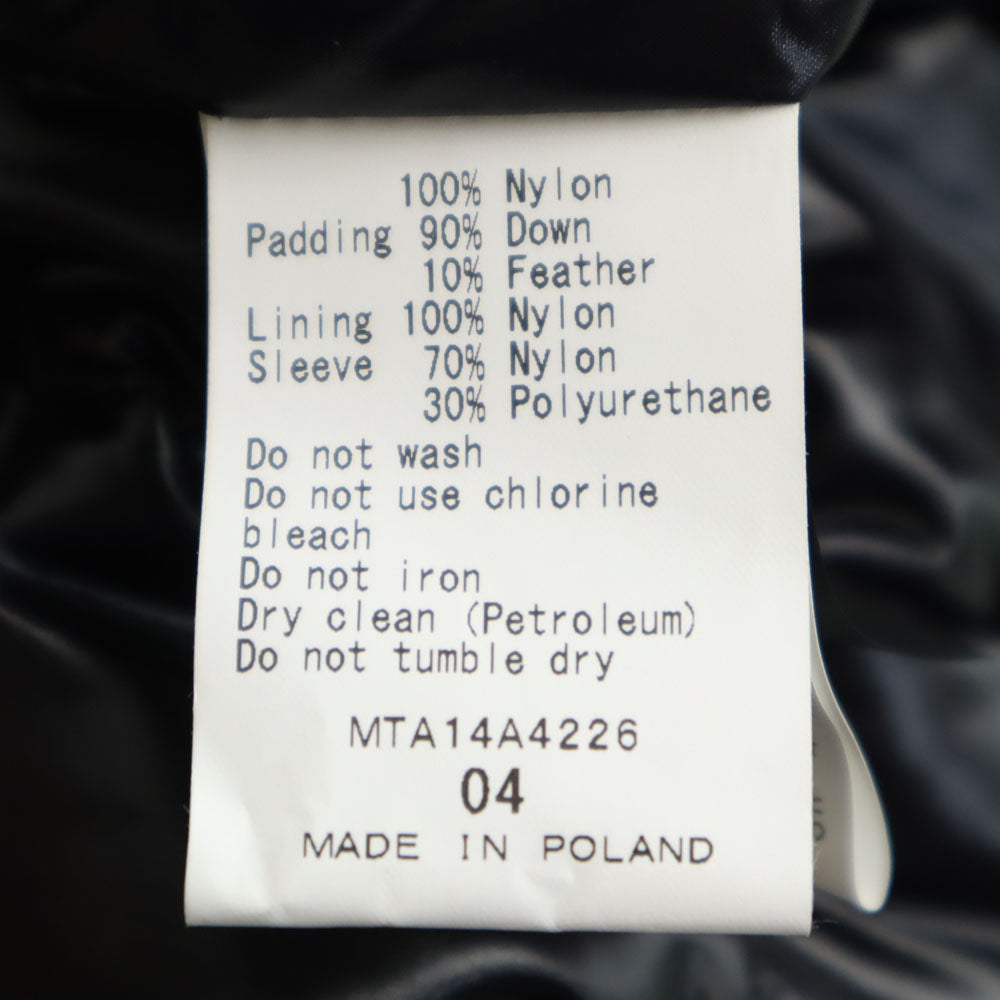 100% Nylon
Padding 90% Down
10% Feather
Lining 100% Nylon
Sleeve 70% Nylon
30% Polyurethane
Do not wash
Do not use chlorine
bleach
Do not iron
Dry clean (Petroleum)
Do not tumble dry
MTA14A4226
04
MADE IN POLAND